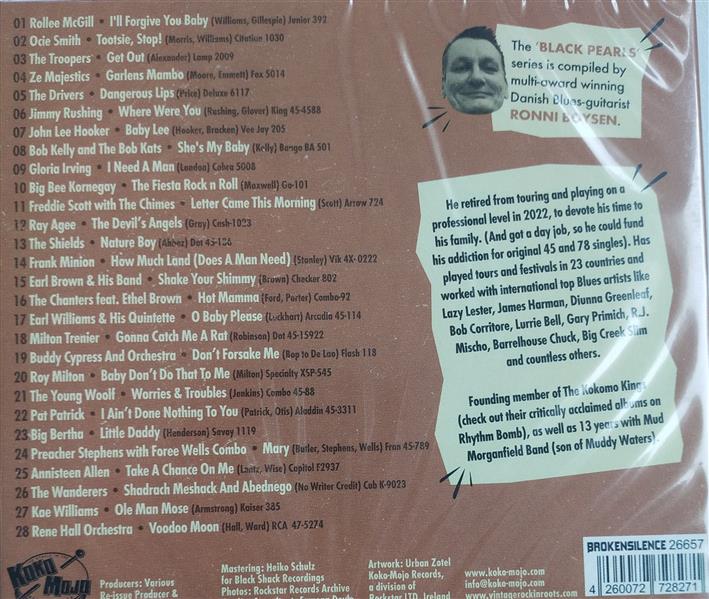 01 Rollee McGill • I'll Forgive You Baby (Williams, Gillespie) Junior 392
02 Ocie Smith • Tootsie, Stop! (Morris, Williams) Citation 1030
03 The Troopers • Get Out (Alexander) Lamp 2009
04 Ze Majestics • Garlens Mambo (Moore, Emmett) Fox 5014
05 The Drivers • Dangerous Lips (Price) Deluxe 6117
06 Jimmy Rushing • Where Were You (Rushing, Glover) King 45-4588
07 John Lee Hooker • Baby Lee (Hooker, Bracken) Vee Jay 205
08 Bob Kelly and The Bob Kats • She's My Baby (Kelly) Bango BA 501
09 Gloria Irving • I Need A Man (London) Cobra 5008
10 Big Bee Kornegay • The Fiesta Rock n Roll (Maxwell) Go-101
11 Freddie Scott with The Chimes • Letter Came This Morning (Scott) Arrow 724
12 Ray Agee • The Devil's Angels (Gray) Cash-1023
13 The Shields • Nature Boy (Ahbez) Dot 45-136
14 Frank Minion • How Much Land (Does A Man Need) (Stanley) Vik 4X-0222
15 Earl Brown & His Band • Shake Your Shimmy (Brown) Checker 802
16 The Chanters feat. Ethel Brown • Hot Mamma (Ford, Porter) Combo-92
17 Earl Williams & His Quintette • O Baby Please (Luckhart) Arcadia 45-114
18 Milton Trenier • Gonna Catch Me A Rat (Robinson) Dot 45-15922
19 Buddy Cypress And Orchestra • Don't Forsake Me (Bop to De Lao) Flash 118
20 Roy Milton • Baby Don't Do That To Me (Milton) Specialty XSP-545
21 The Young Woolf • Worries & Troubles (Jenkins) Combo 45-88
22 Pat Patrick • I Ain't Done Nothing To You (Patrick, Otis) Aladdin 45-3311
23 Big Bertha • Little Daddy (Henderson) Savoy 1119
24 Preacher Stephens with Foree Wells Combo • Mary (Butler, Stephens, Wells) Fran 45-789
25 Annisteen Allen • Take A Chance On Me (Lantz, Wise) Capitol F2937
26 The Wanderers • Shadrach Meshack And Abednego (No Writer Credit) Cub K-9023
27 Kae Williams • Ole Man Mose (Armstrong) Kaiser 385
28 Rene Hall Orchestra • Voodoo Moon (Hall, Ward) RCA 47-5274
The 'BLACK PEARLS'
series is compiled by
multi-award winning
Danish Blues-guitarist
RONNI BOYSEN.
He retired from touring and playing on a
professional level in 2022, to devote his time to
his family. (And got a day job, so he could fund
his addiction for original 45 and 78 singles). Has
played tours and festivals in 23 countries and
worked with international top Blues artists like
Lazy Lester, James Harman, Diunna Greenleaf,
Bob Corritore, Lurrie Bell, Gary Primich, R.J.
Mischo, Barrelhouse Chuck, Big Creek Slim
and countless others.
Founding member of The Kokomo Kings
(check out their critically acclaimed albums on
Rhythm Bomb), as well as 13 years with Mud
Morganfield Band (son of Muddy Waters).
KOKO
MOJO
Producers: Various
Re-issue Producer &
Mastering: Heiko Schulz
for Black Shack Recordings
Photos: Rockstar Records Archive
Artwork: Urban Zotel
Koko-Mojo Records,
a division of
Rockstar LTD, Ireland
www.koko-mojo.com
info@koko-mojo.com
www.vintagerockinroots.com
BROKENSILENCE 26657
4 260072 728271